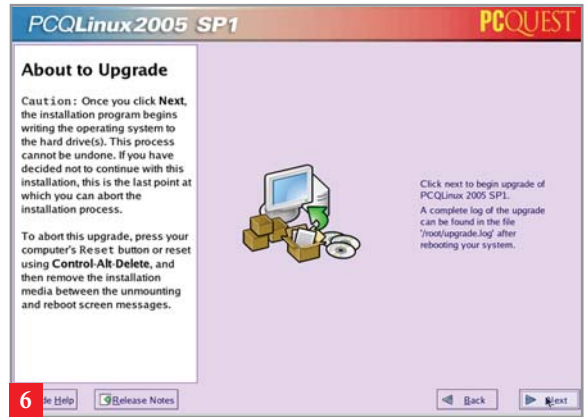 PCQLinux2005 SP1
PCQUEST
About to Upgrade
Caution: Once you click Next,
the installation program begins
writing the operating system to
the hard drive(s). This process
cannot be undone. If you have
decided not to continue with this
installation, this is the last point at
which you can abort the
installation process.
To abort this upgrade, press your
computer's Reset button or reset
using Control-Alt-Delete, and
then remove the installation
media between the unmounting
and reboot screen messages.
Click next to begin upgrade of
PCQLinux 2005 SP1.
A complete log of the upgrade
can be found in the file
'/root/upgrade.log' after
rebooting your system.
6
de Help
Release Notes
Back
Next